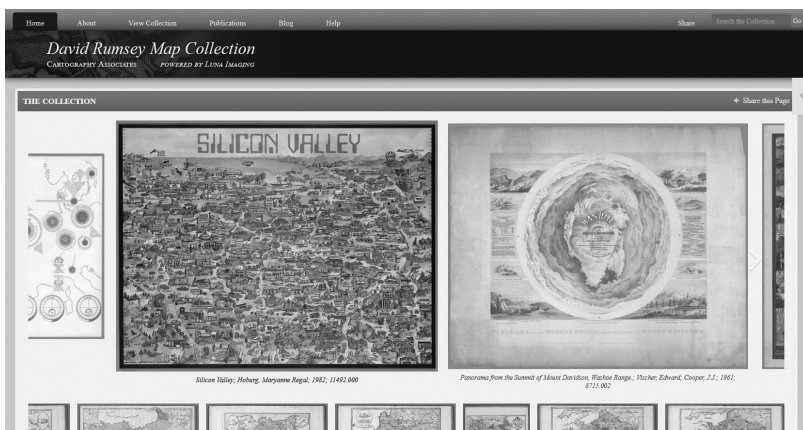 Home About View Collection Publications Blog Help Share Search the Collection Go
David Rumsey Map Collection
CARTOGRAPHY ASSOCIATES POWERED BY LUNA IMAGING
THE COLLECTION
Share this Page
SILICON VALLEY
WASHOE
Silicon Valley; Hoburg, Maryanne Regal; 1982; 11492.000
Panorama from the Summit of Mount Davidson, Washoe Range.; Vischer, Edward; Cooper, J.J.; 1861;
8715.002